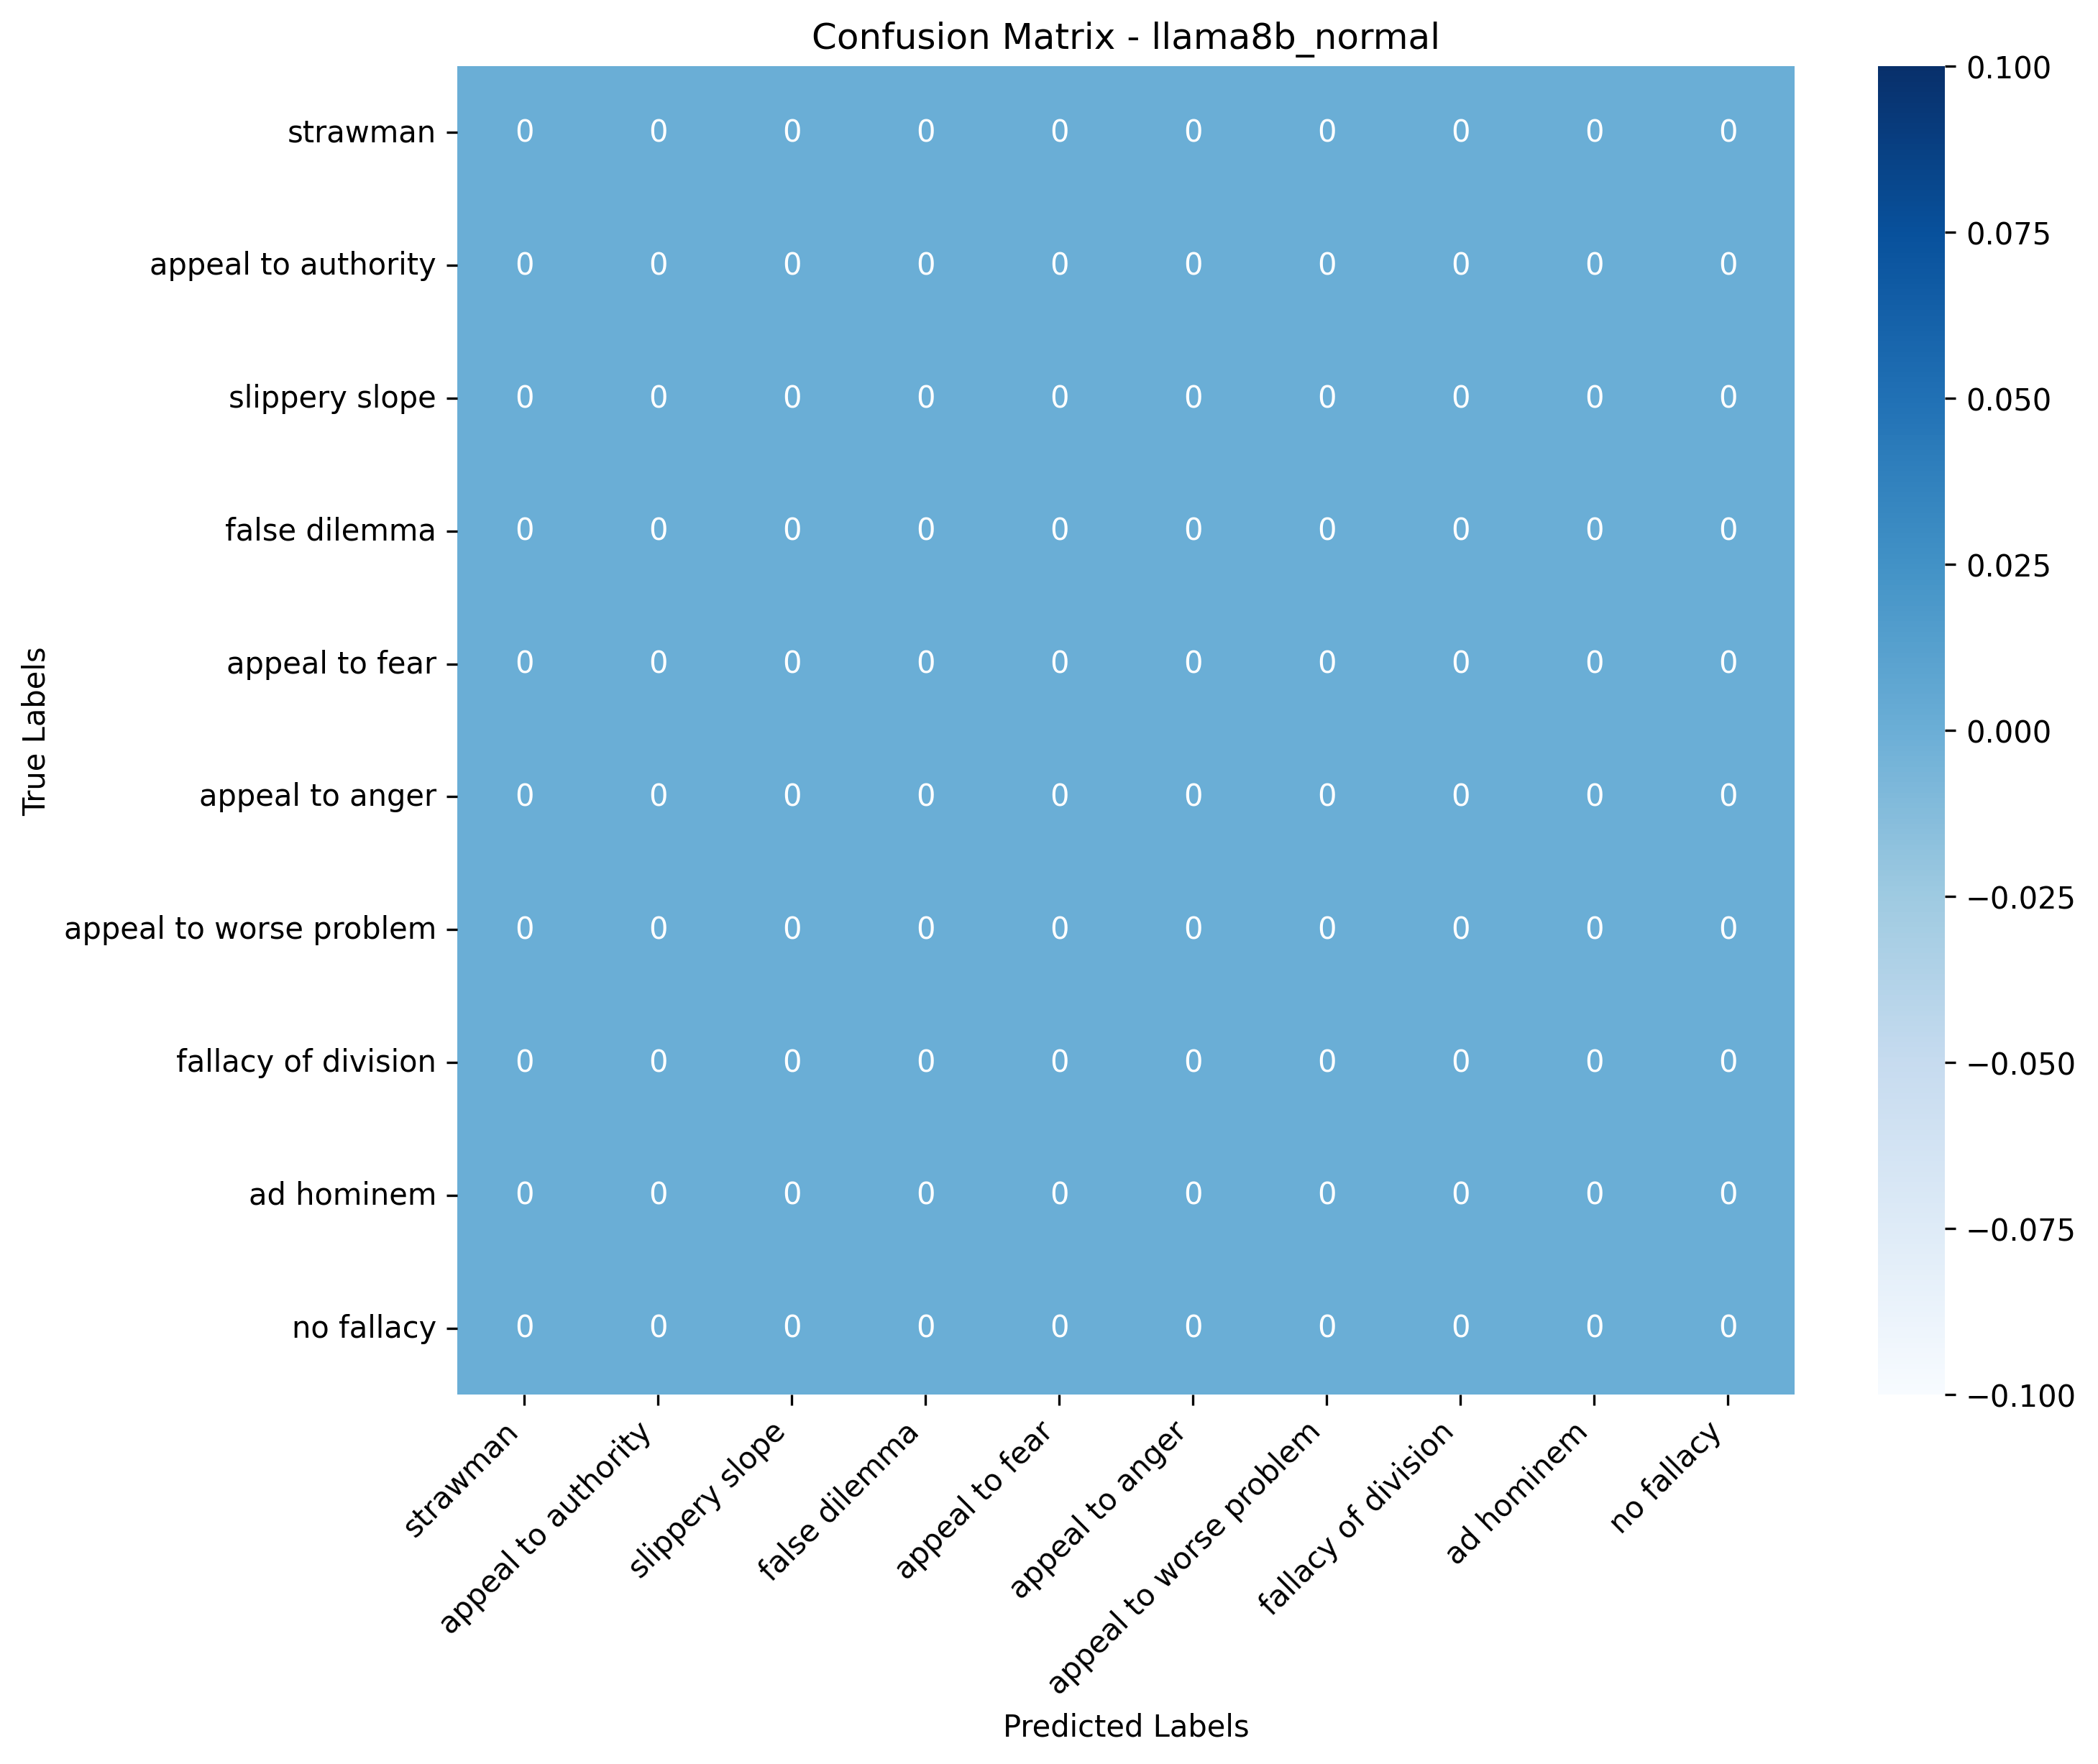 Confusion Matrix - llama8b_normal
True Labels
strawman 0 0 0 0 0 0 0 0 0 0
appeal to authority 0 0 0 0 0 0 0 0 0 0
slippery slope 0 0 0 0 0 0 0 0 0 0
false dilemma 0 0 0 0 0 0 0 0 0 0
appeal to fear 0 0 0 0 0 0 0 0 0 0
appeal to anger 0 0 0 0 0 0 0 0 0 0
appeal to worse problem 0 0 0 0 0 0 0 0 0 0
fallacy of division 0 0 0 0 0 0 0 0 0 0
ad hominem 0 0 0 0 0 0 0 0 0 0
no fallacy 0 0 0 0 0 0 0 0 0 0
strawman
appeal to authority
slippery slope
false dilemma
appeal to fear
appeal to anger
appeal to worse problem
fallacy of division
ad hominem
no fallacy
Predicted Labels
0.100
0.075
0.050
0.025
0.000
−0.025
−0.050
−0.075
−0.100